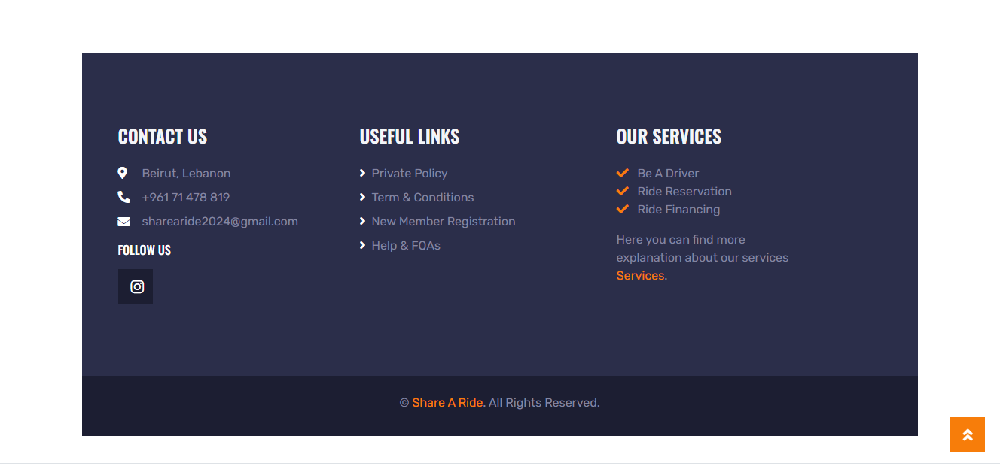 CONTACT US
Beirut, Lebanon
+961 71 478 819
sharearide2024@gmail.com
FOLLOW US
USEFUL LINKS
Private Policy
Term & Conditions
New Member Registration
Help & FQAs
OUR SERVICES
Be A Driver
Ride Reservation
Ride Financing
Here you can find more
explanation about our services
Services.
© Share A Ride. All Rights Reserved.